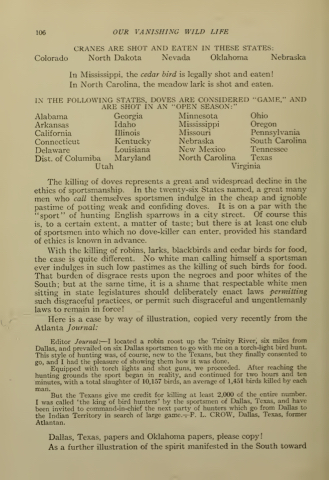 106 OUR VANISHING WILD LIFE
CRANES ARE SHOT AND EATEN IN THESE STATES:
Colorado North Dakota Nevada Oklahoma Nebraska
In Mississippi, the cedar bird is legally shot and eaten!
In North Carolina, the meadow lark is shot and eaten.
IN THE FOLLOWING STATES, DOVES ARE CONSIDERED "GAME," AND
ARE SHOT IN AN "OPEN SEASON:"
Alabama Georgia Minnesota Ohio
Arkansas Idaho Mississippi Oregon
California Illinois Missouri Pennsylvania
Connecticut Kentucky Nebraska South Carolina
Delaware Louisiana New Mexico Tennessee
Dist. of Columbia Maryland North Carolina Texas
Utah Virginia
The killing of doves represents a great and widespread decline in the
ethics of sportsmanship. In the twenty-six States named, a great many
men who call themselves sportsmen indulge in the cheap and ignoble
pastime of potting weak and confiding doves. It is on a par with the
"sport" of hunting English sparrows in a city street. Of course this
is, to a certain extent, a matter of taste; but there is at least one club
of sportsmen into which no dove-killer can enter, provided his standard
of ethics is known in advance.
With the killing of robins, larks, blackbirds and cedar birds for food,
the case is quite different. No white man calling himself a sportsman
ever indulges in such low pastimes as the killing of such birds for food.
That burden of disgrace rests upon the negroes and poor whites of the
South; but at the same time, it is a shame that respectable white men
sitting in state legislatures should deliberately enact laws permitting
such disgraceful practices, or permit such disgraceful and ungentlemanly
laws to remain in force!
Here is a case by way of illustration, copied very recently from the
Atlanta Journal:
Editor Journal:—I located a robin roost up the Trinity River, six miles from
Dallas, and prevailed on six Dallas sportsmen to go with me on a torch-light bird hunt.
This style of hunting was, of course, new to the Texans, but they finally consented to
go, and I had the pleasure of showing them how it was done.
Equipped with torch lights and shot guns, we proceeded. After reaching the
hunting grounds the sport began in reality, and continued for two hours and ten
minutes, with a total slaughter of 10,157 birds, an average of 1,451 birds killed by each
man.
But the Texans give me credit for killing at least 2,000 of the entire number.
I was called 'the king of bird hunters' by the sportsmen of Dallas, Texas, and have
been invited to command-in-chief the next party of hunters which go from Dallas to
the Indian Territory in search of large game.—F. L. CROW, Dallas, Texas, former
Atlantan.
Dallas, Texas, papers and Oklahoma papers, please copy!
As a further illustration of the spirit manifested in the South toward